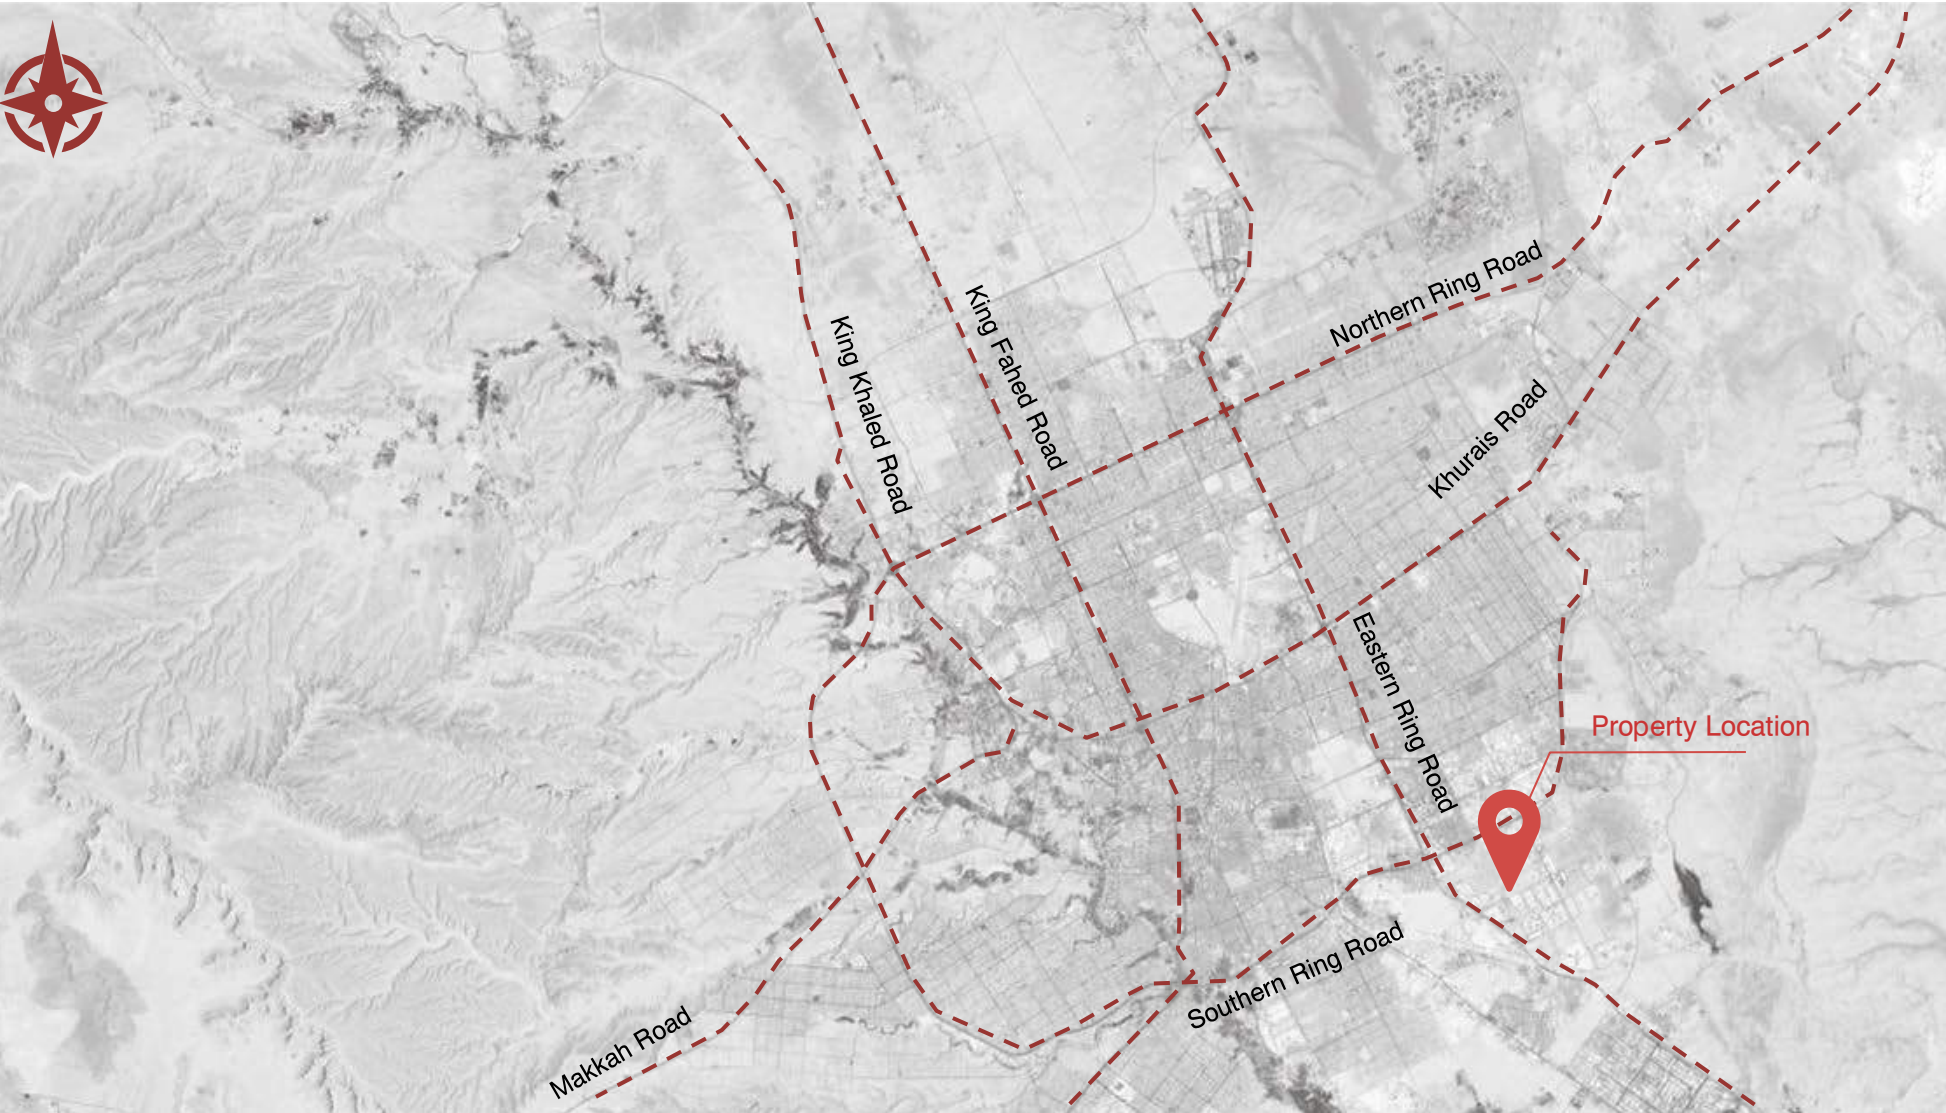 Northern Ring Road
King Fahed Road
King Khaled Road
Khurais Road
Eastern Ring Road
Property Location
Southern Ring Road
Makkah Road